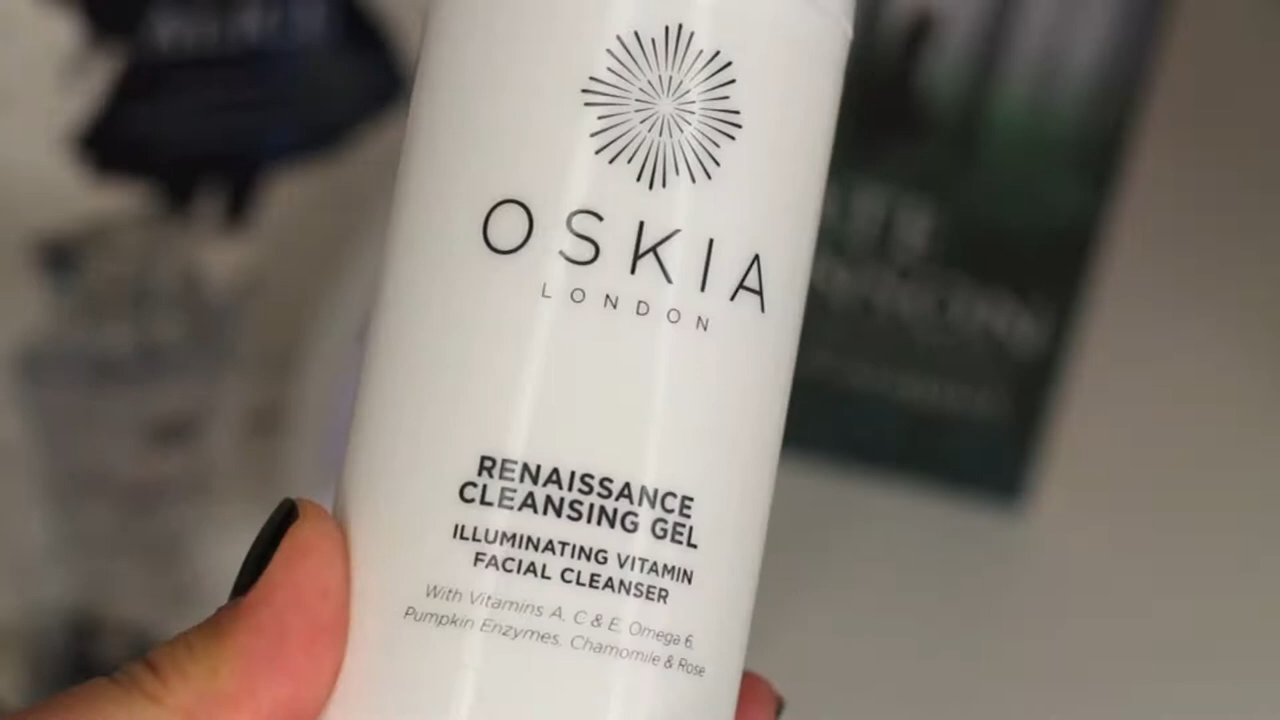 OSKIA
LONDON
RENAISSANCE
CLEANSING GEL
ILLUMINATING VITAMIN
FACIAL CLEANSER
With Vitamins A, C & E, Omega 6,
Pumpkin Enzymes, Chamomile & Rose